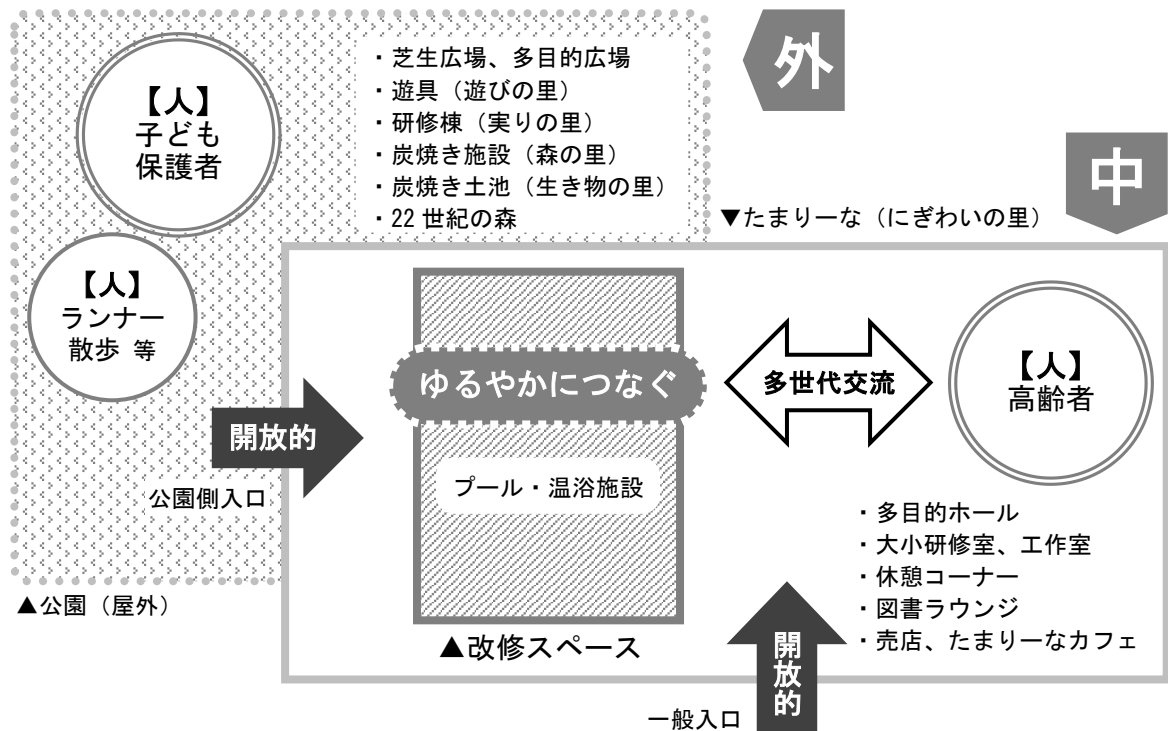 外
中
【人】
子ども
保護者
・芝生広場、多目的広場
・遊具（遊びの里）
・研修棟（実りの里）
・炭焼き施設（森の里）
・炭焼き土池（生き物の里）
・22 世紀の森
▼たまりーな（にぎわいの里）
【人】
ランナー
散歩 等
ゆるやかにつなぐ
多世代交流
【人】
高齢者
開放的
公園側入口
プール・温浴施設
・多目的ホール
・大小研修室、工作室
・休憩コーナー
・図書ラウンジ
・売店、たまりーなカフェ
▲公園（屋外）
▲改修スペース
開放的
一般入口